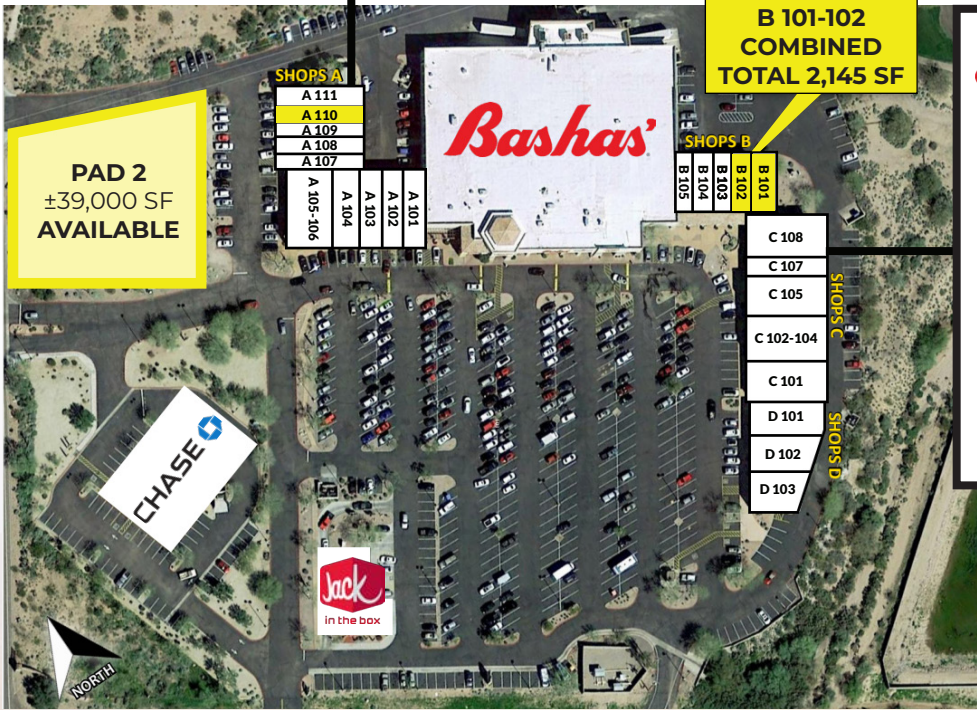 B 101-102
COMBINED
TOTAL 2,145 SF
SHOPS A
A 111
A 110
A 109
A 108
A 107
A 105-106
A 104
A 103
A 102
A 101
Bashas'
SHOPS B
B 105
B 104
B 103
B 102
B 101
PAD 2
±39,000 SF
AVAILABLE
C 108
C 107
C 105
C 102-104
C 101
SHOPS C
D 101
D 102
D 103
SHOPS D
CHASE
Jack
in the box
NORTH